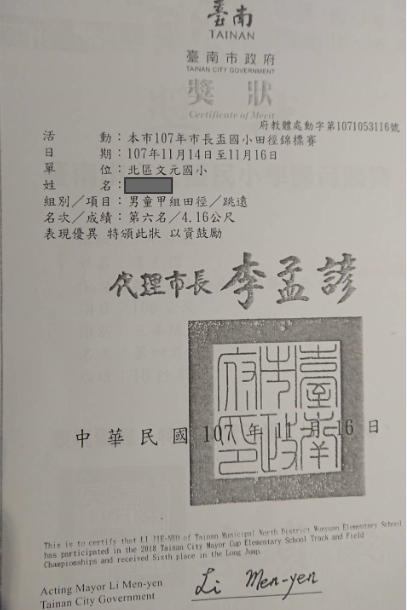 臺南
TAINAN
臺南市政府
TAINAN CITY GOVERNMENT
獎狀
Certificate of Merit
府教體處動字第1071053116號
活動：本市107年市長盃國小田徑錦標賽
日期：107年11月14日至11月16日
單位：北區文元國小
姓名：
組別／項目：男童甲組田徑／跳遠
名次／成績：第六名／4.16公尺
表現優異 特頒此狀 以資鼓勵
代理市長 李孟諺
臺南市政府印
中華民國 107 年 11 月 16 日
This is to certify that LI of Tainan Municipal North District Wenyuan Elementary School
has participated in the 2018 Tainan City Mayor Cup Elementary School Track and Field
Championships and received Sixth place in the Long Jump.
Acting Mayor Li Men-yen
Tainan City Government
Li Men-yen